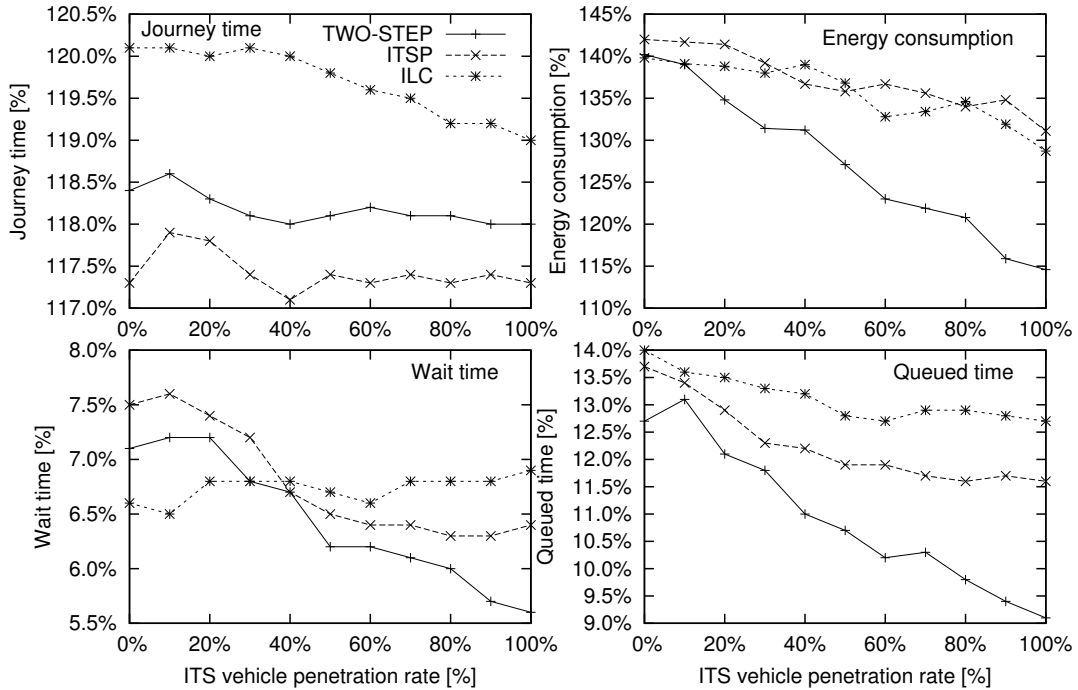 120.5%
120.0%
119.5%
119.0%
118.5%
118.0%
117.5%
117.0%
Journey time [%]
Journey time
TWO-STEP
ITSP
ILC
0% 20% 40% 60% 80% 100%
145%
140%
135%
130%
125%
120%
115%
110%
Energy consumption [%]
Energy consumption
0% 20% 40% 60% 80% 100%
8.0%
7.5%
7.0%
6.5%
6.0%
5.5%
Wait time [%]
Wait time
0% 20% 40% 60% 80% 100%
ITS vehicle penetration rate [%]
14.0%
13.5%
13.0%
12.5%
12.0%
11.5%
11.0%
10.5%
10.0%
9.5%
9.0%
Queued time [%]
Queued time
0% 20% 40% 60% 80% 100%
ITS vehicle penetration rate [%]